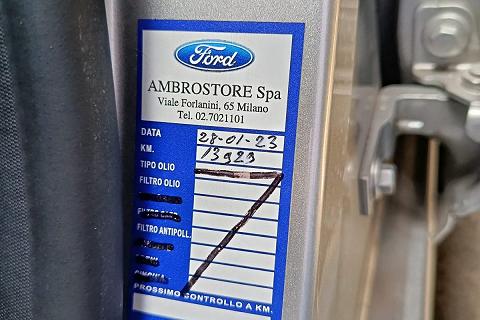 Ford
AMBROSTORE Spa
Viale Forlanini, 65 Milano
Tel. 02.7021101
DATA 28-01-23
KM. 13923
TIPO OLIO
FILTRO OLIO
FILTRO ANTIPOLL.
PROSSIMO CONTROLLO A KM.